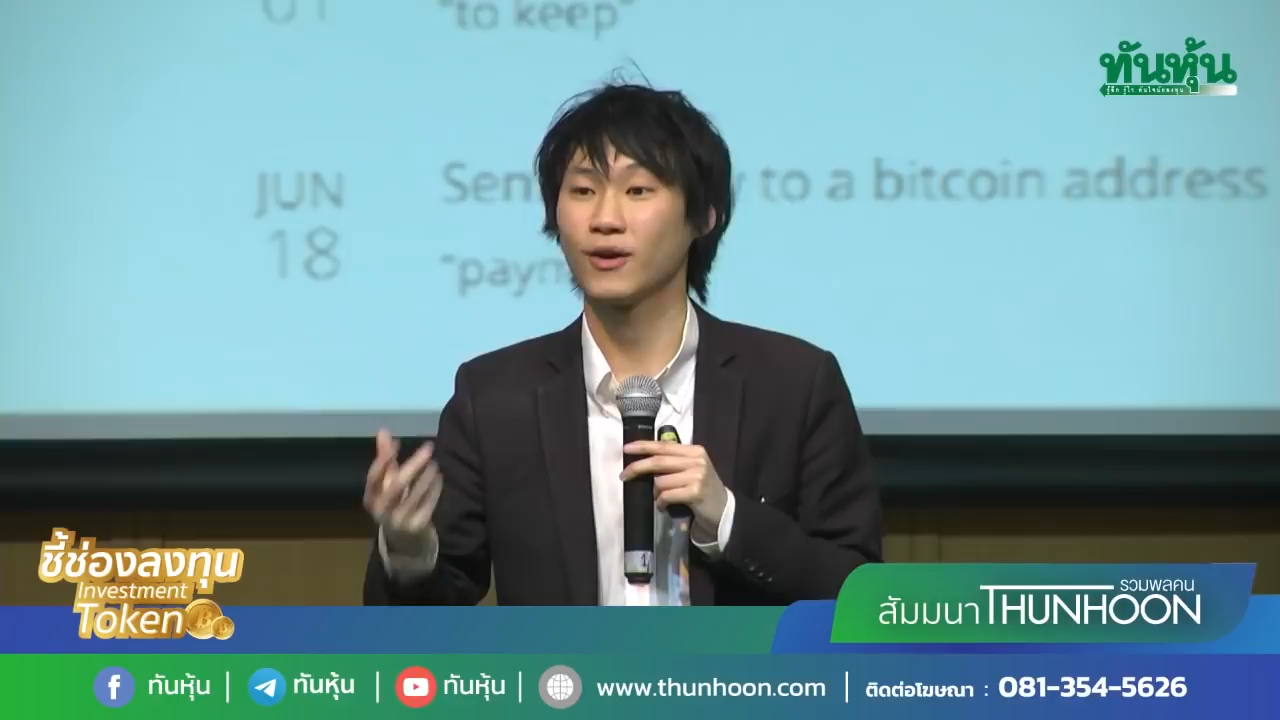 01
"to keep"
ทันหุ้น
JUN
18
to a bitcoin address
ชี้ช่องลงทุน
Investment
Token
รวมพลคน
สัมมนา THUNHOON
ทันหุ้น | ทันหุ้น | ทันหุ้น | www.thunhoon.com | ติดต่อโฆษณา : 081-354-5626